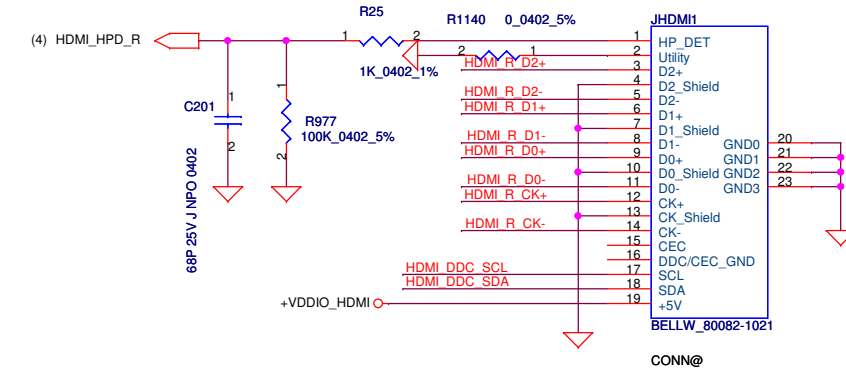 R25
R1140 0_0402_5%
JHDMI1
(4) HDMI_HPD_R
1 2
2 1
1K_0402_1%
C201
1
2
68P 25V J NPO 0402
1
2
R977
100K_0402_5%
HDMI_R_D2+
HDMI_R_D2-
HDMI_R_D1+
HDMI_R_D1-
HDMI_R_D0+
HDMI_R_D0-
HDMI_R_CK+
HDMI_R_CK-
HDMI_DDC_SCL
HDMI_DDC_SDA
+VDDIO_HDMI
1 HP_DET
2 Utility
3 D2+
4 D2_Shield
5 D2-
6 D1+
7 D1_Shield
8 D1-
9 D0+
10 D0_Shield
11 D0-
12 CK+
13 CK_Shield
14 CK-
15 CEC
16 DDC/CEC_GND
17 SCL
18 SDA
19 +5V
GND0 20
GND1 21
GND2 22
GND3 23
BELLW_80082-1021
CONN@